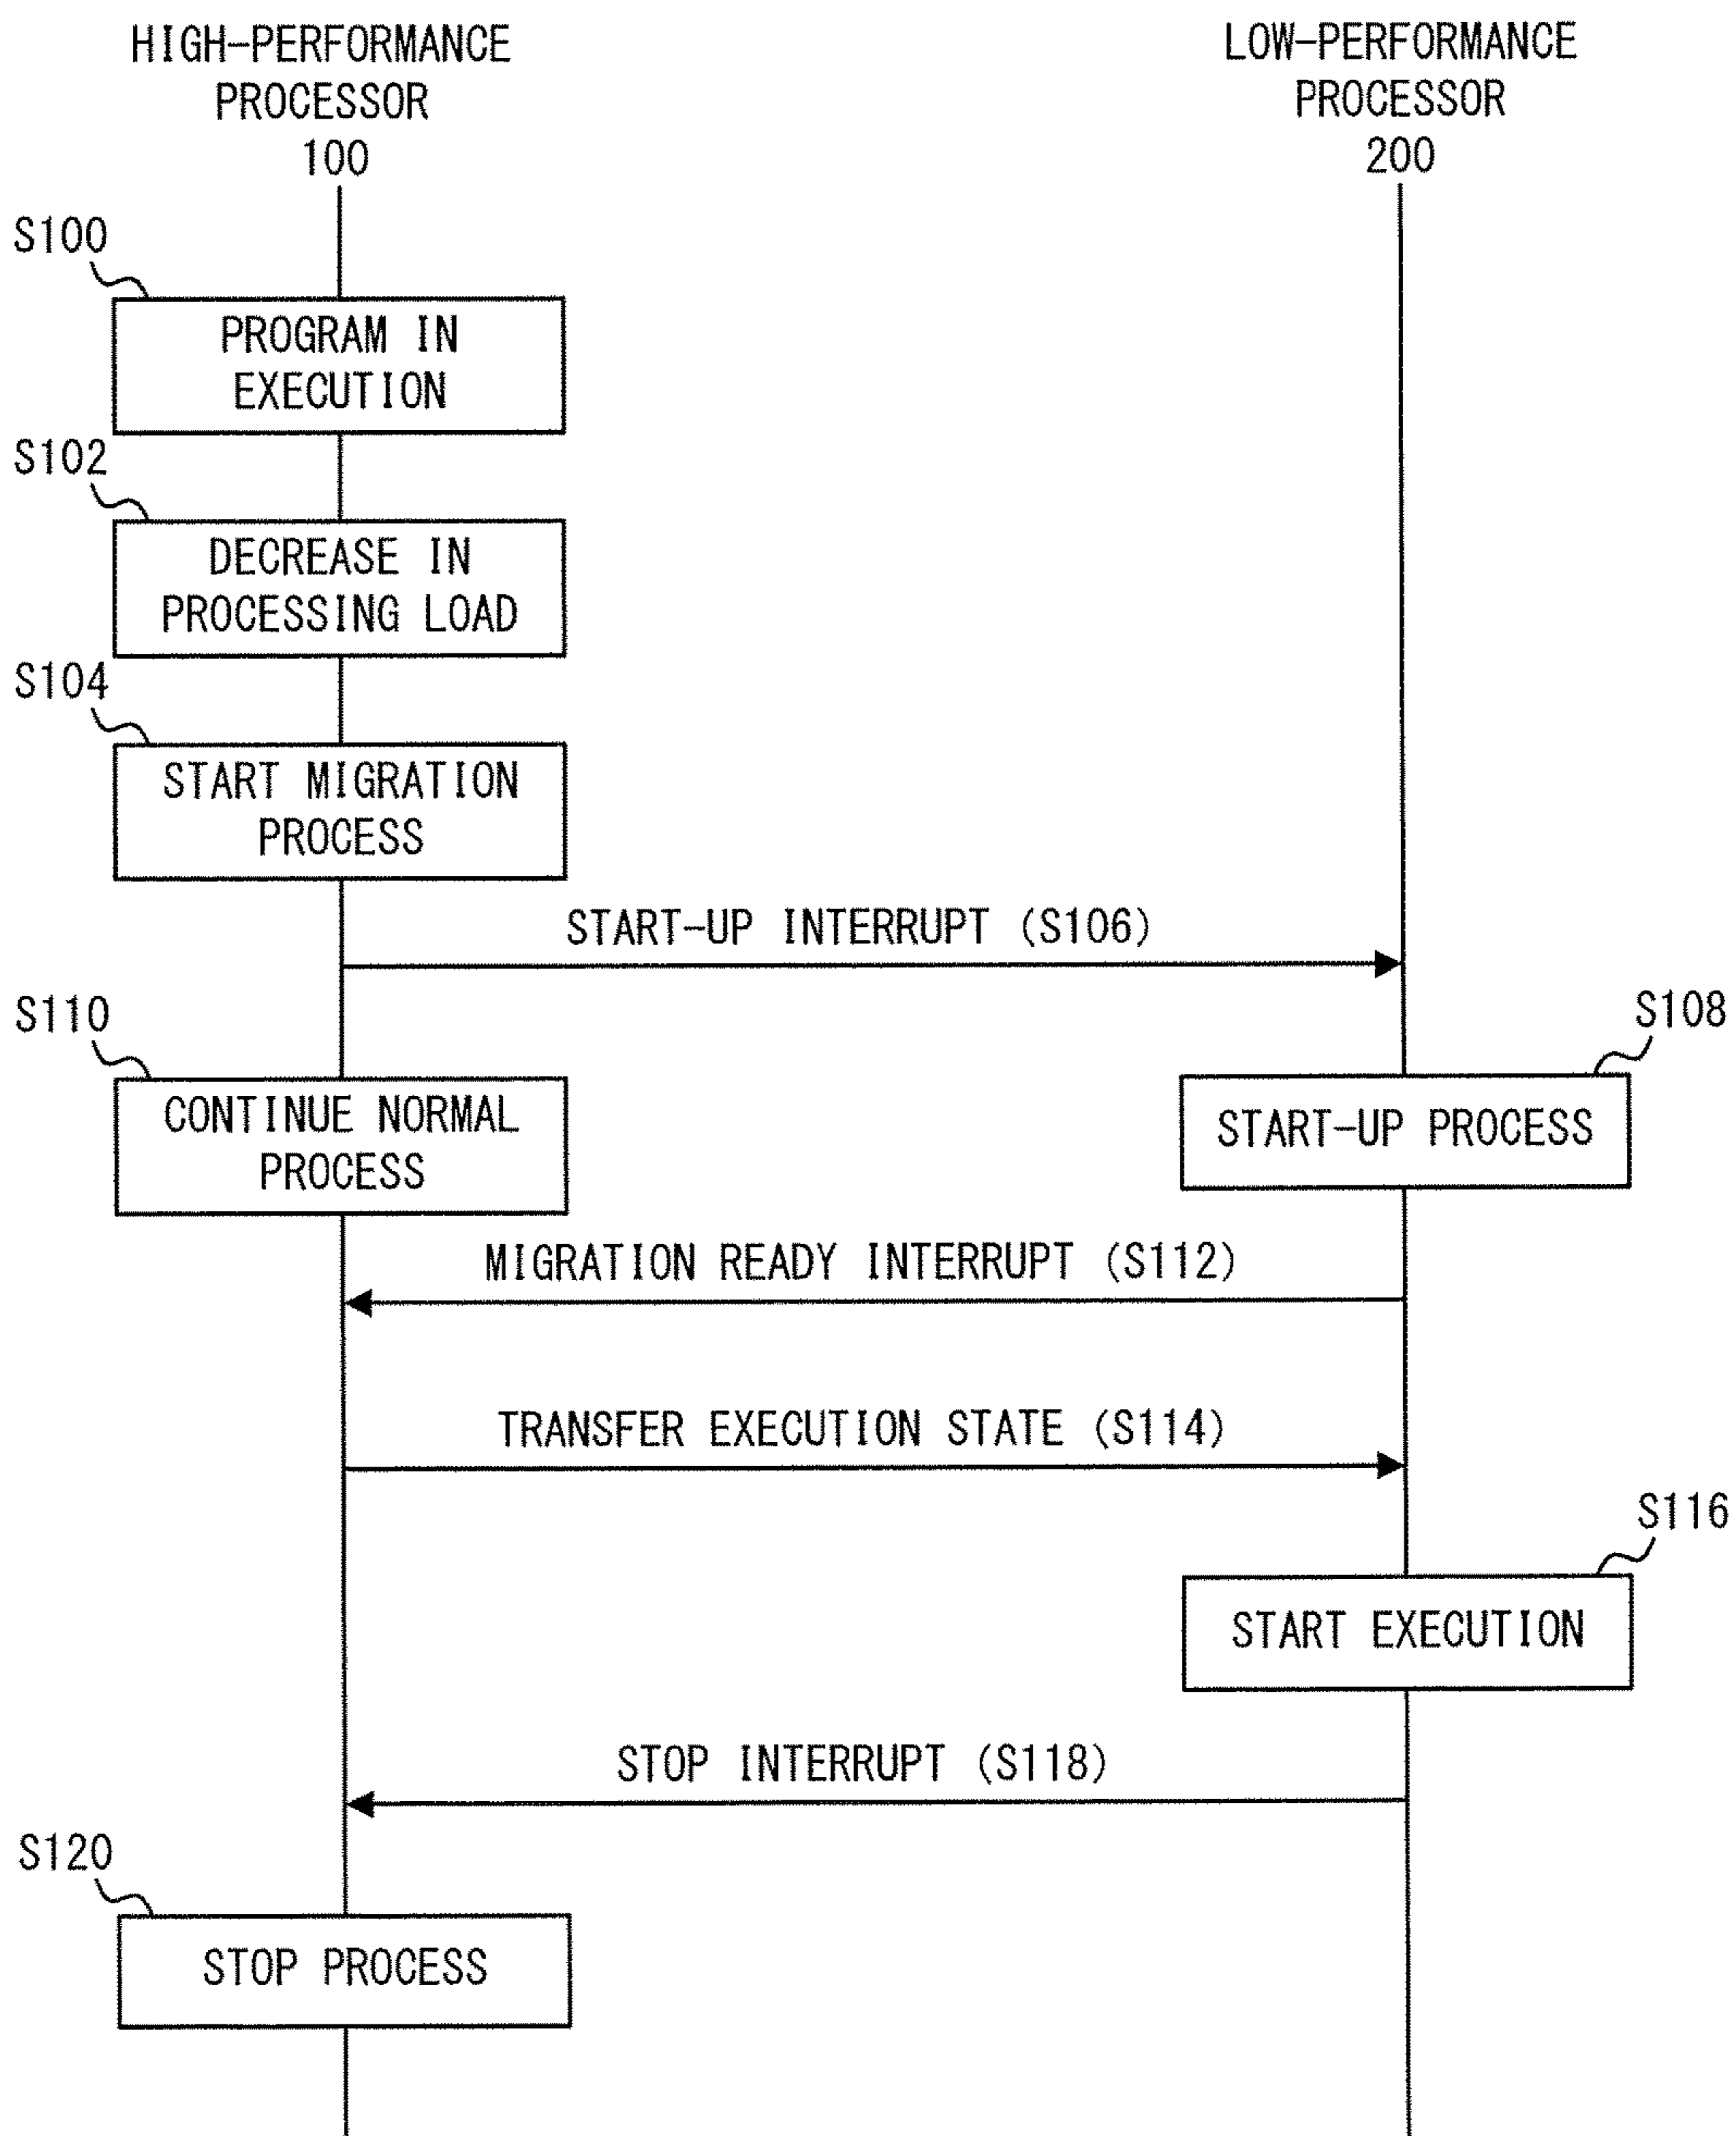 HIGH-PERFORMANCE
PROCESSOR
100
LOW-PERFORMANCE
PROCESSOR
200
S100
PROGRAM IN
EXECUTION
S102
DECREASE IN
PROCESSING LOAD
S104
START MIGRATION
PROCESS
START-UP INTERRUPT (S106)
S110
CONTINUE NORMAL
PROCESS
S108
START-UP PROCESS
MIGRATION READY INTERRUPT (S112)
TRANSFER EXECUTION STATE (S114)
S116
START EXECUTION
STOP INTERRUPT (S118)
S120
STOP PROCESS